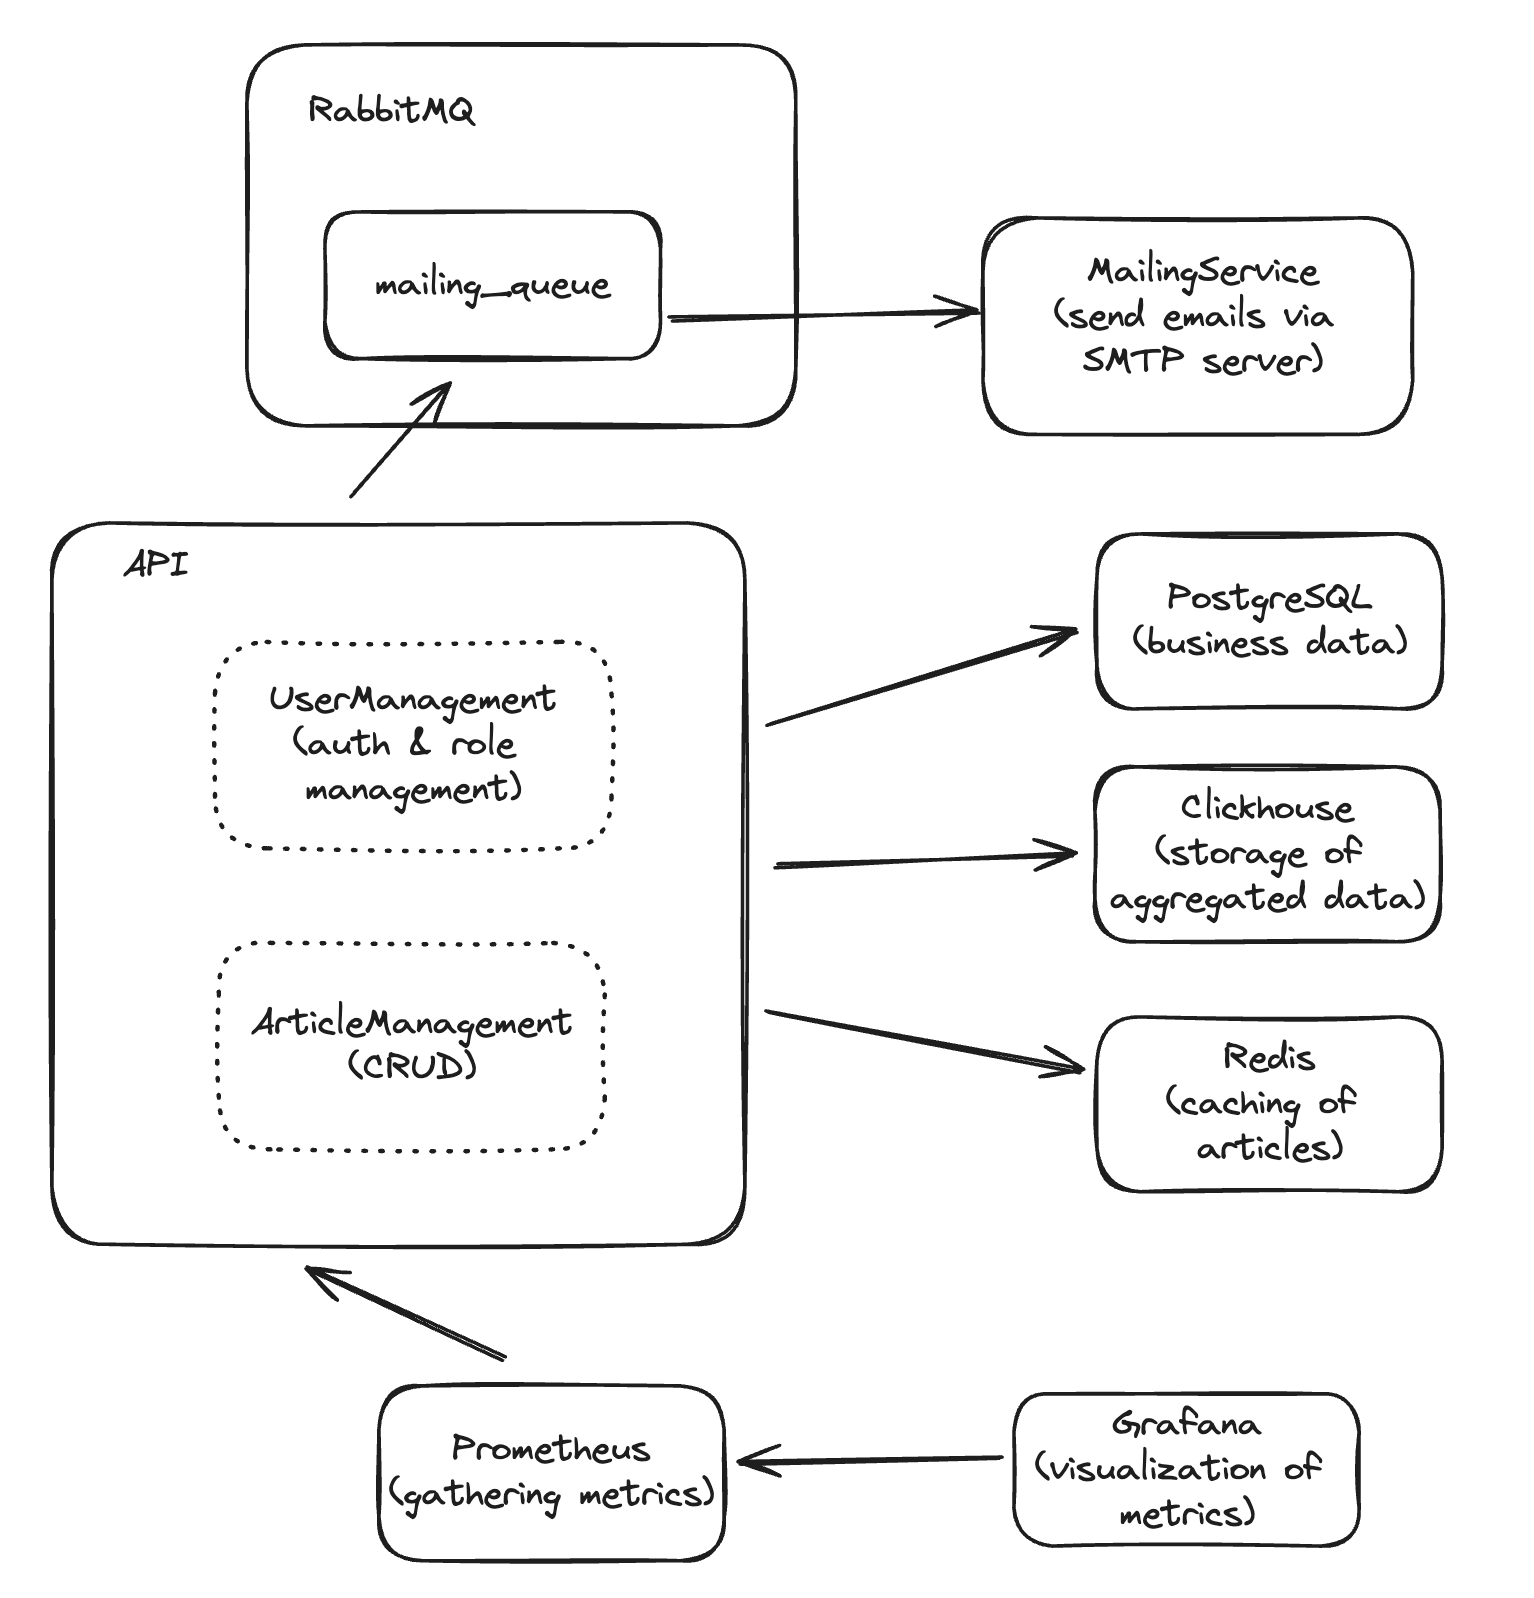 RabbitMQ
mailing_queue
MailingService
(send emails via
SMTP server)
API
UserManagement
(auth & role
management)
ArticleManagement
(CRUD)
PostgreSQL
(business data)
Clickhouse
(storage of
aggregated data)
Redis
(caching of
articles)
Prometheus
(gathering metrics)
Grafana
(visualization of
metrics)